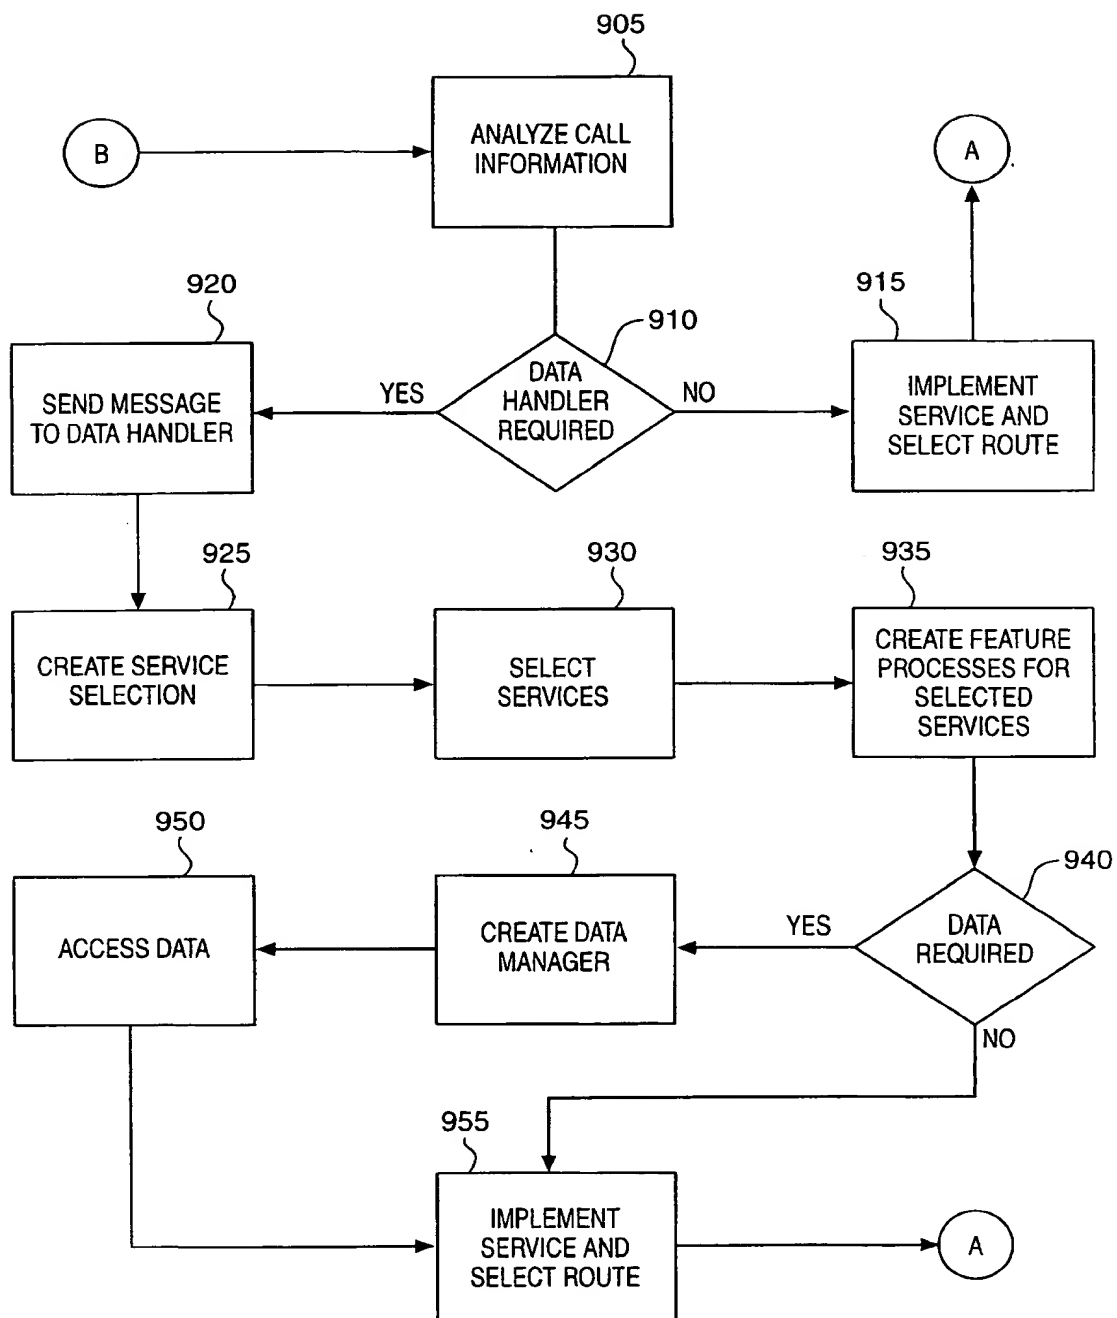 905
ANALYZE CALL
INFORMATION
B
A
920
915
910
SEND MESSAGE
TO DATA HANDLER
YES
DATA
HANDLER
REQUIRED
NO
IMPLEMENT
SERVICE AND
SELECT ROUTE
925
930
935
CREATE SERVICE
SELECTION
SELECT
SERVICES
CREATE FEATURE
PROCESSES FOR
SELECTED
SERVICES
950
945
940
ACCESS DATA
CREATE DATA
MANAGER
YES
DATA
REQUIRED
NO
955
IMPLEMENT
SERVICE AND
SELECT ROUTE
A